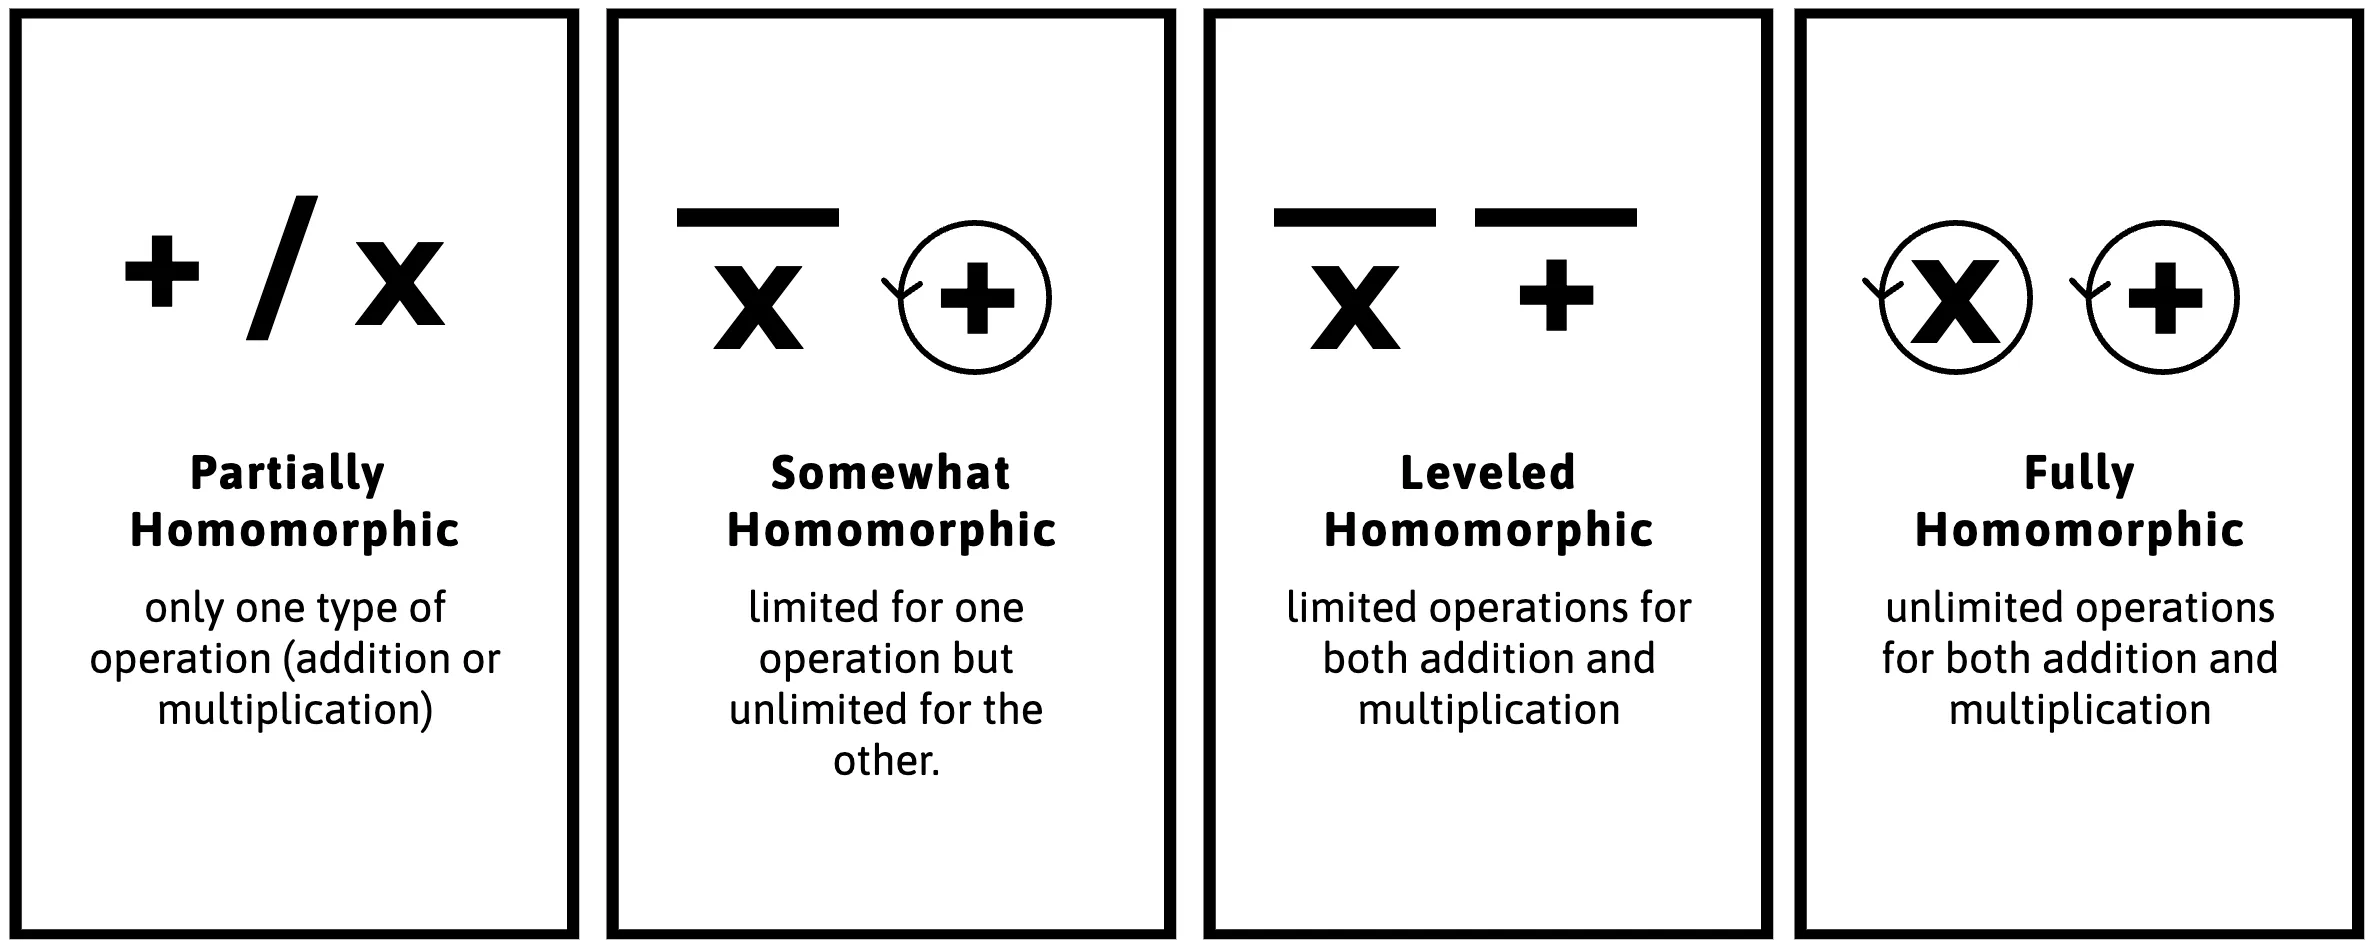 + / x
Partially
Homomorphic
only one type of
operation (addition or
multiplication)
x +
Somewhat
Homomorphic
limited for one
operation but
unlimited for the
other.
x +
Leveled
Homomorphic
limited operations for
both addition and
multiplication
x +
Fully
Homomorphic
unlimited operations
for both addition and
multiplication